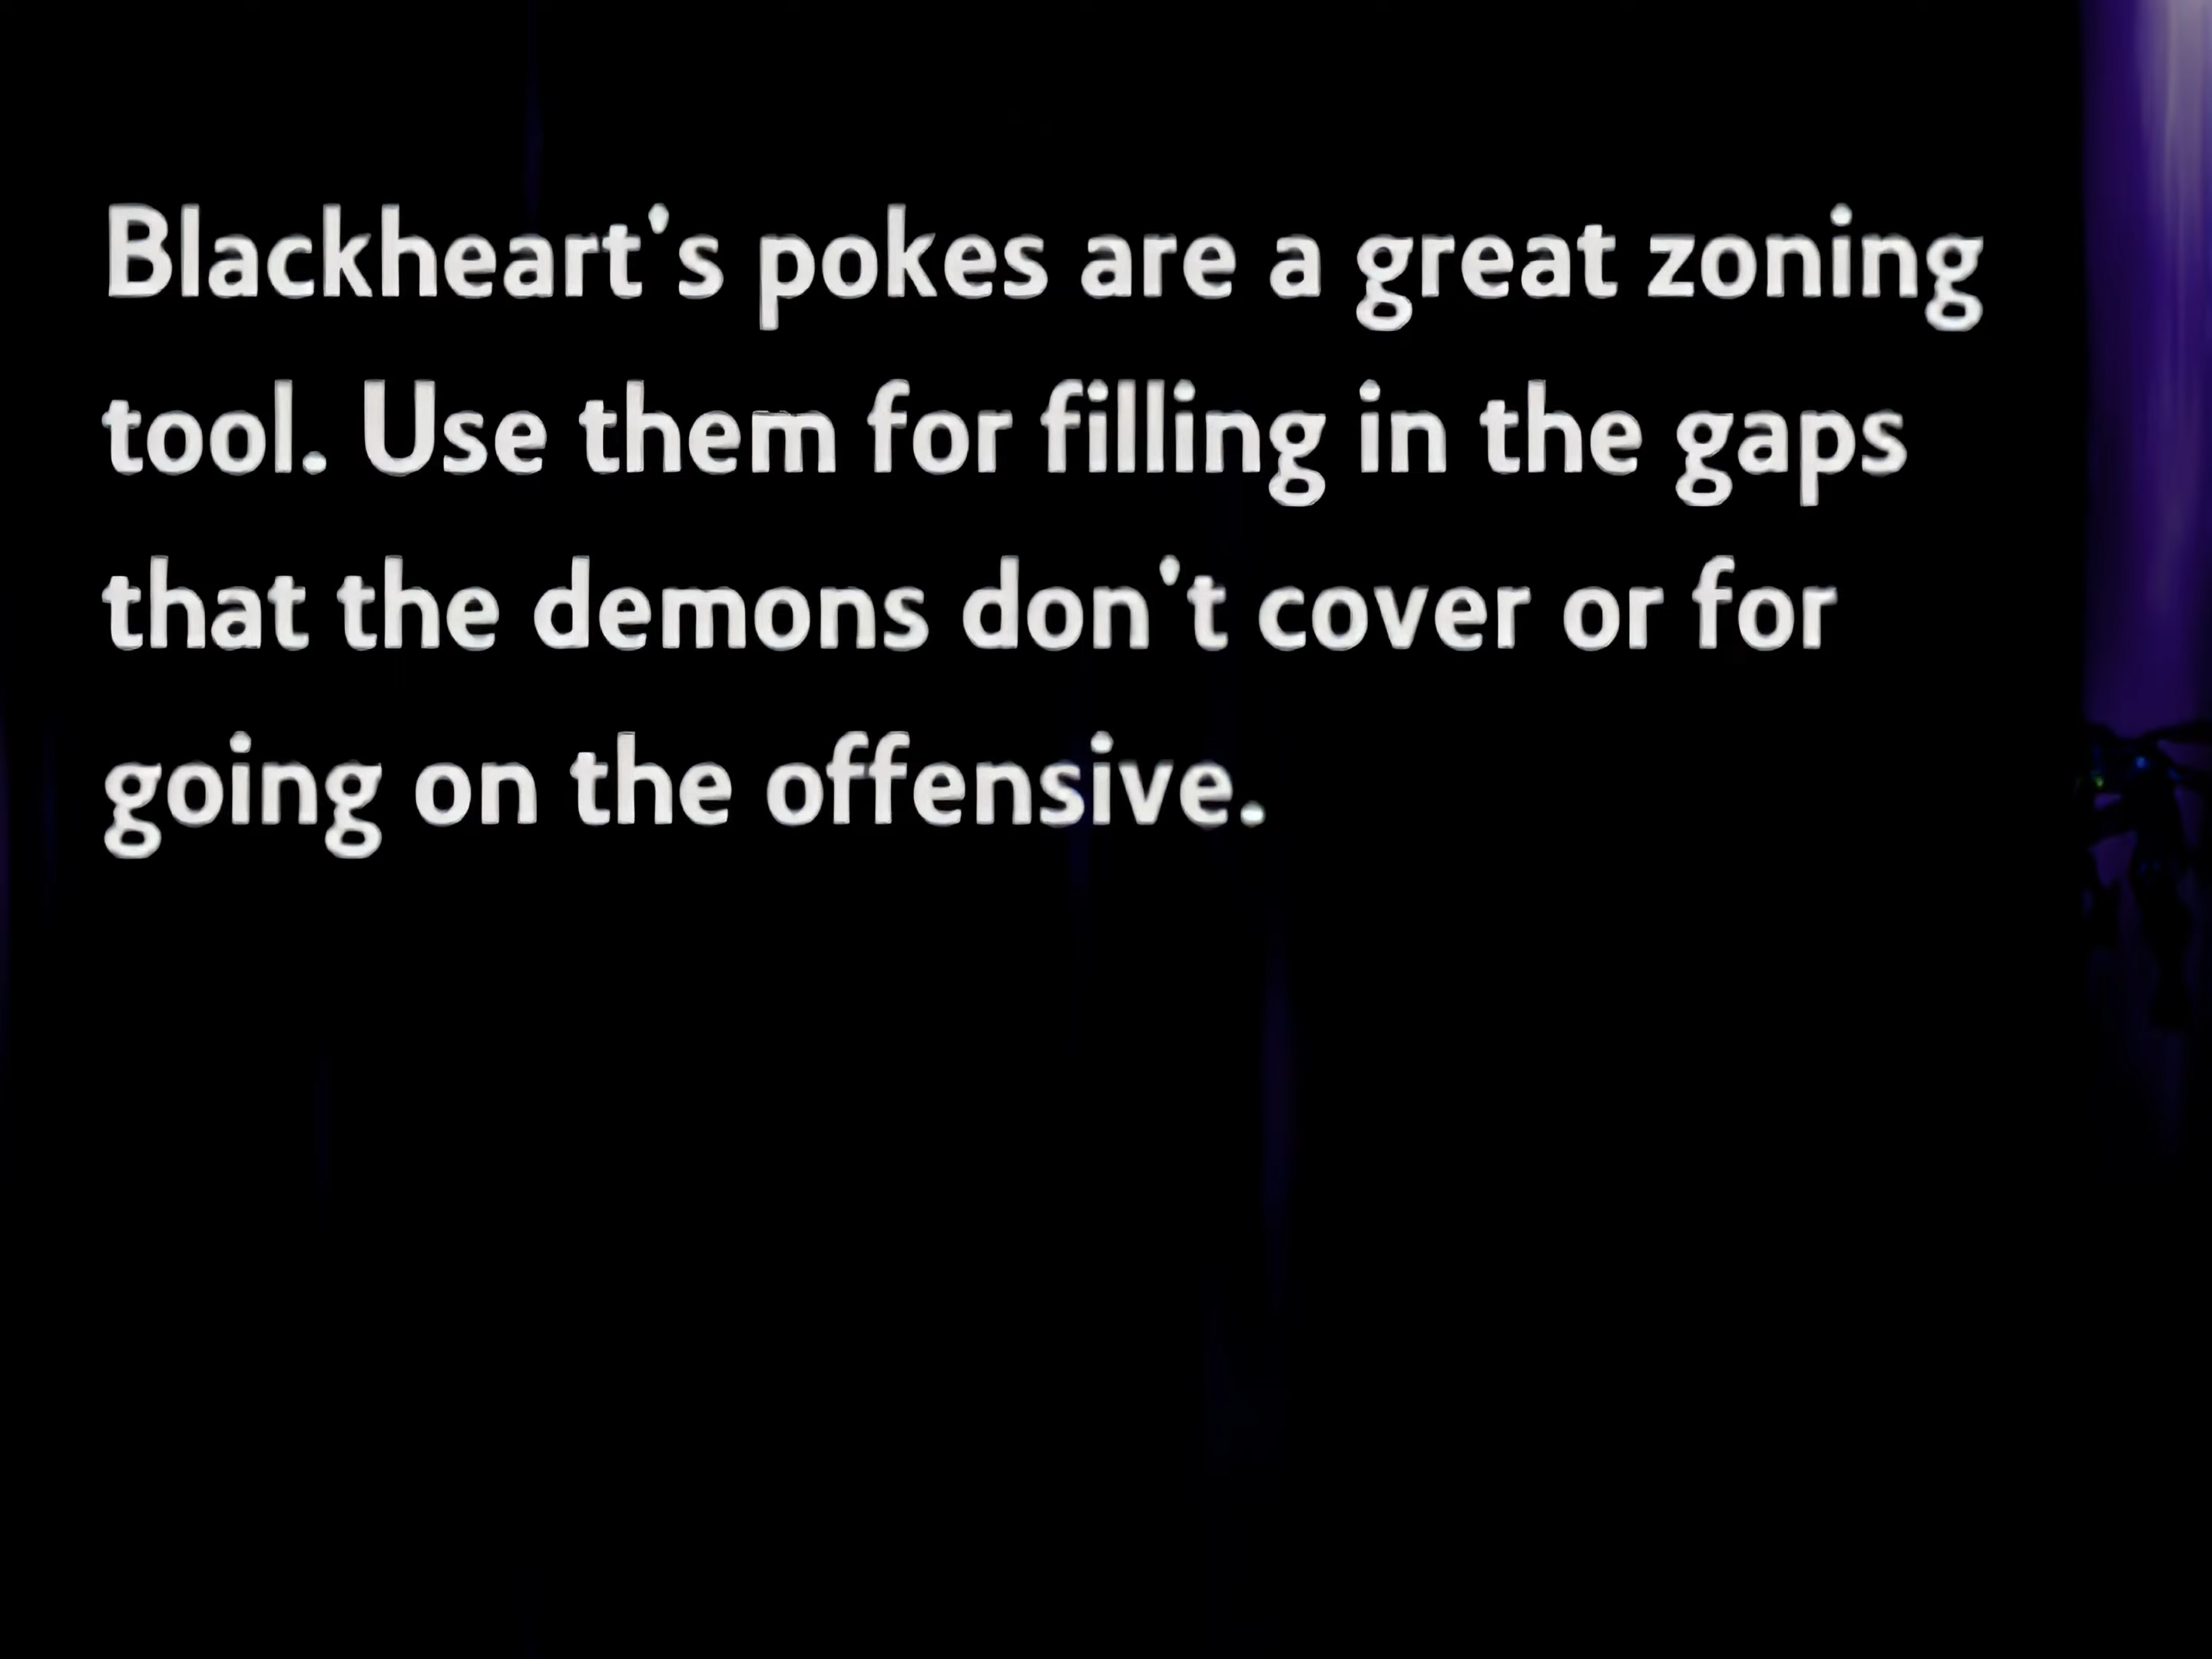 Blackheart's pokes are a great zoning
tool. Use them for filling in the gaps
that the demons don't cover or for
going on the offensive.